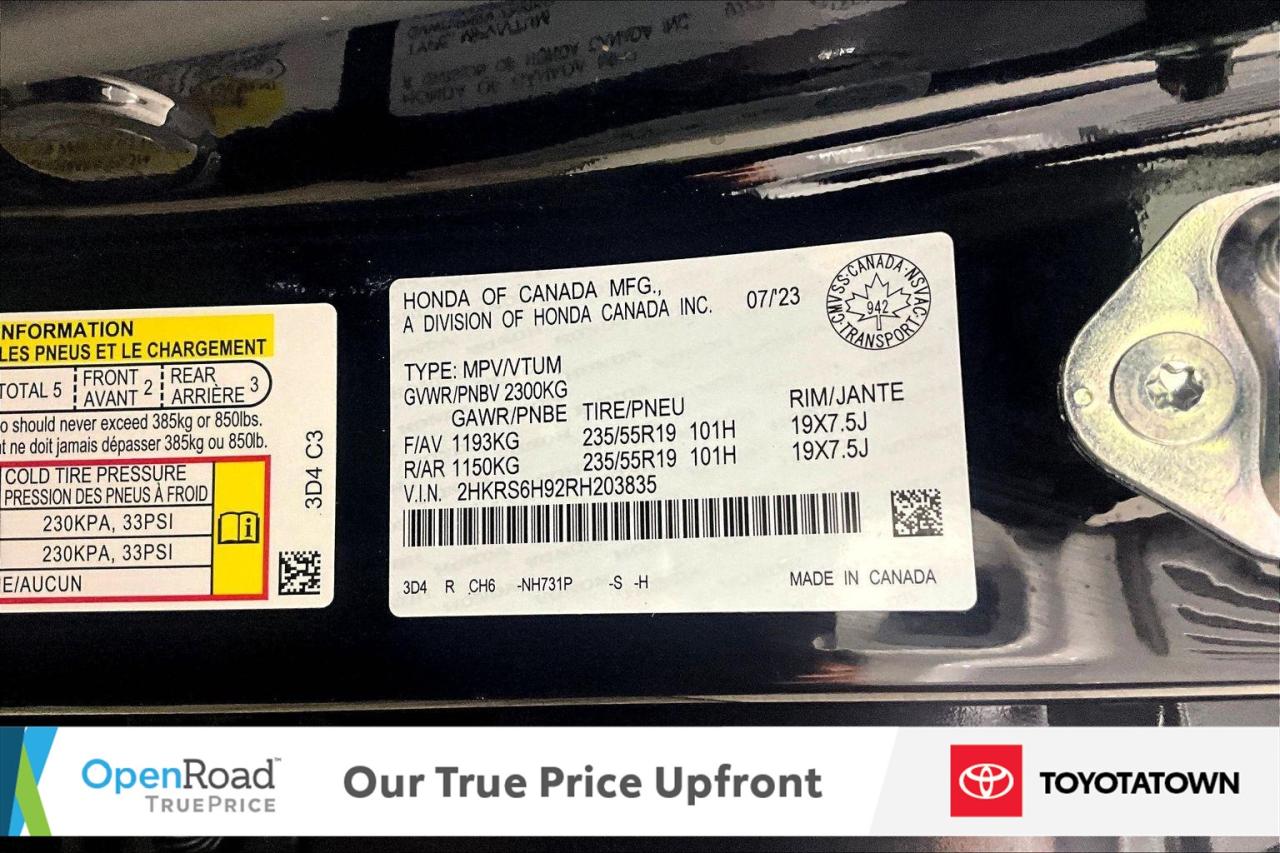 NFORMATION
LES PNEUS ET LE CHARGEMENT
TOTAL 5
FRONT
AVANT 2
REAR
ARRIÈRE 3
o should never exceed 385kg or 850lbs.
t ne doit jamais dépasser 385kg ou 850lb.
COLD TIRE PRESSURE
PRESSION DES PNEUS À FROID
230KPA, 33PSI
230KPA, 33PSI
E/AUCUN
3D4 C3
HONDA OF CANADA MFG.,
A DIVISION OF HONDA CANADA INC.
07/'23
CMVSS·CANADA·NSVAC·TRANSPORT·
942
TYPE: MPV/VTUM
GVWR/PNBV 2300KG
GAWR/PNBE TIRE/PNEU RIM/JANTE
F/AV 1193KG 235/55R19 101H 19X7.5J
R/AR 1150KG 235/55R19 101H 19X7.5J
V.I.N. 2HKRS6H92RH203835
3D4 R CH6 -NH731P -S -H MADE IN CANADA
OpenRoad™
TRUEPRICE
Our True Price Upfront
TOYOTATOWN